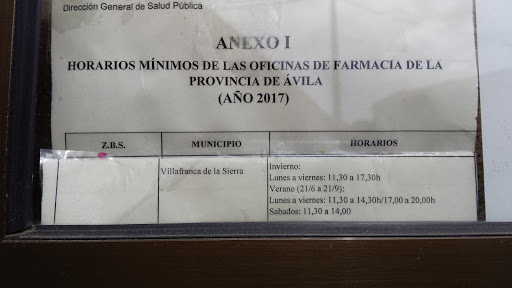 Dirección General de Salud Pública
ANEXO I
HORARIOS MÍNIMOS DE LAS OFICINAS DE FARMACIA DE LA
PROVINCIA DE ÁVILA
(AÑO 2017)
Z.B.S. MUNICIPIO HORARIOS
Villafranca de la Sierra
Invierno:
Lunes a viernes: 11,30 a 17,30h
Verano (21/6 a 21/9):
Lunes a viernes: 11,30 a 14,30h/17,00 a 20,00h
Sabados: 11,30 a 14,00